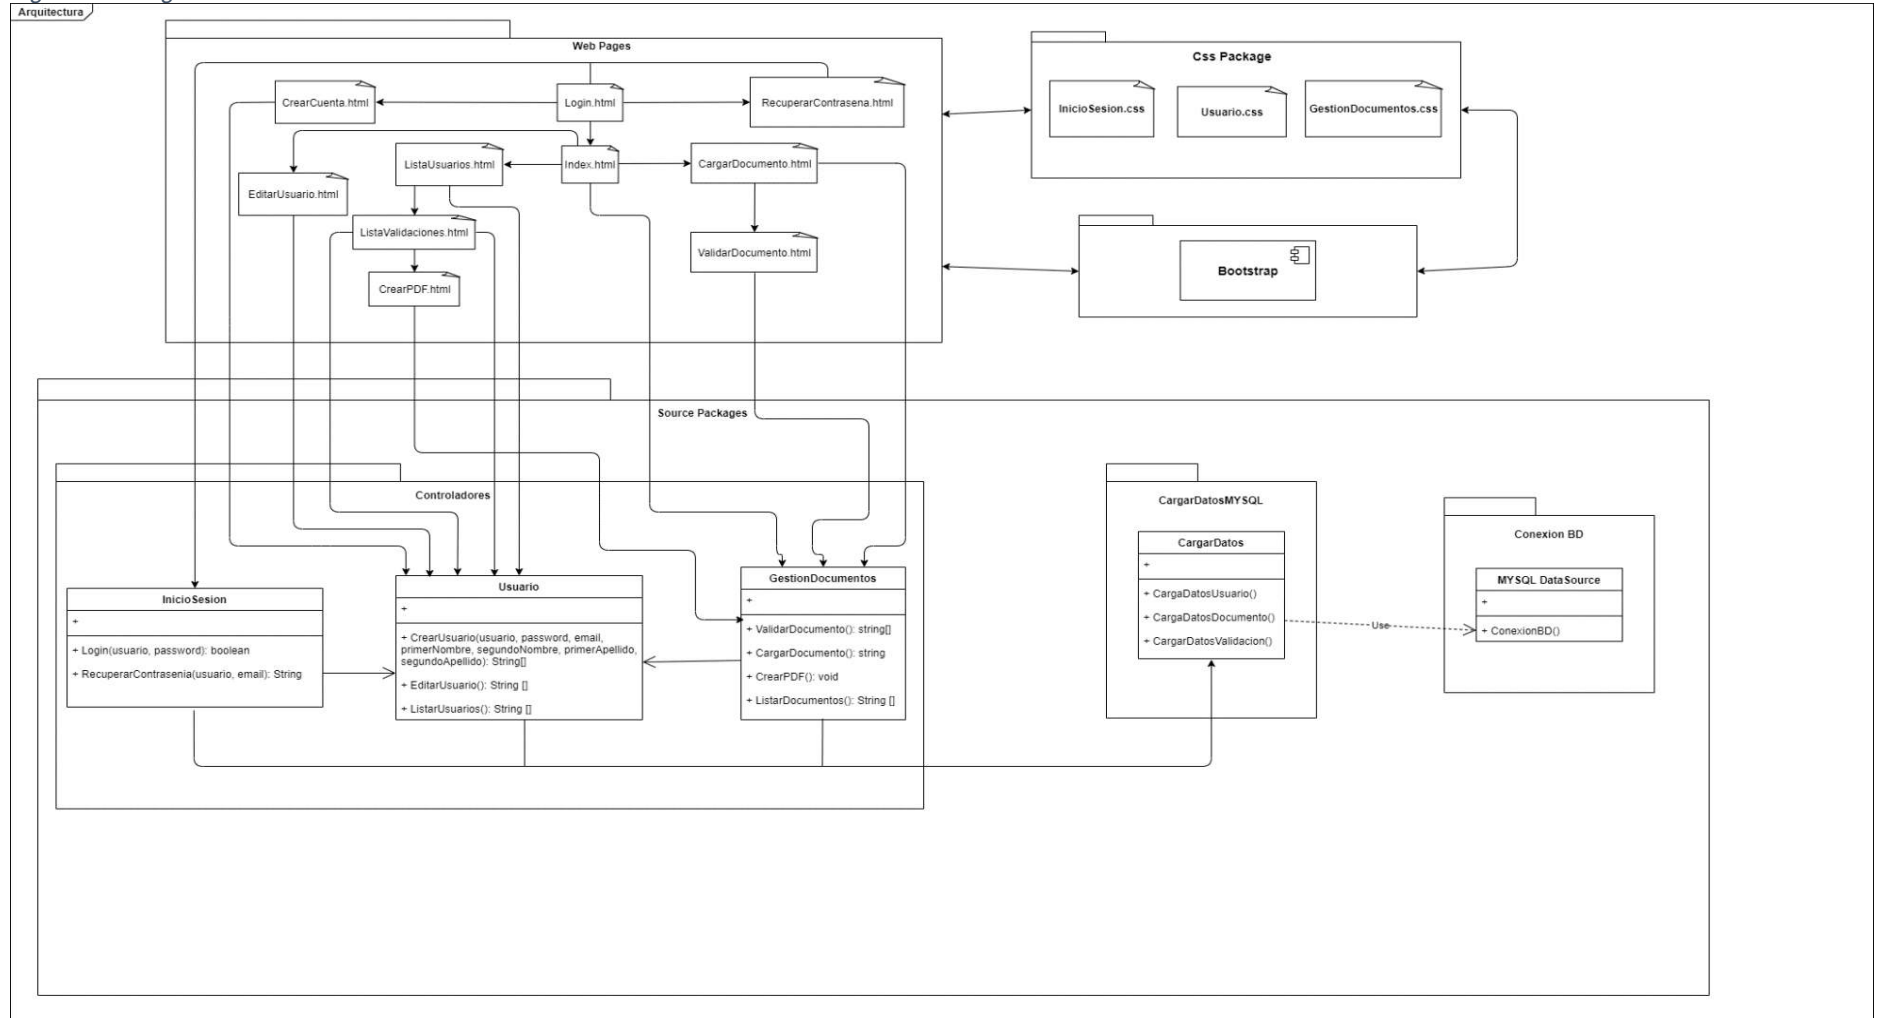 Arquitectura
Web Pages
CrearCuenta.html
Login.html
RecuperarContrasena.html
ListaUsuarios.html
Index.html
CargarDocumento.html
EditarUsuario.html
ListaValidaciones.html
ValidarDocumento.html
CrearPDF.html
Css Package
InicioSesion.css
Usuario.css
GestionDocumentos.css
Bootstrap
Source Packages
Controladores
InicioSesion
+
+ Login(usuario, password): boolean
+ RecuperarContrasenia(usuario, email): String
Usuario
+
+ CrearUsuario(usuario, password, email,
primerNombre, segundoNombre, primerApellido,
segundoApellido): String[]
+ EditarUsuario(): String []
+ ListarUsuarios(): String []
GestionDocumentos
+
+ ValidarDocumento(): string[]
+ CargarDocumento(): string
+ CrearPDF(): void
+ ListarDocumentos(): String []
CargarDatosMYSQL
CargarDatos
+
+ CargaDatosUsuario()
+ CargaDatosDocumento()
+ CargarDatosValidacion()
Use
Conexion BD
MYSQL DataSource
+
+ ConexionBD()